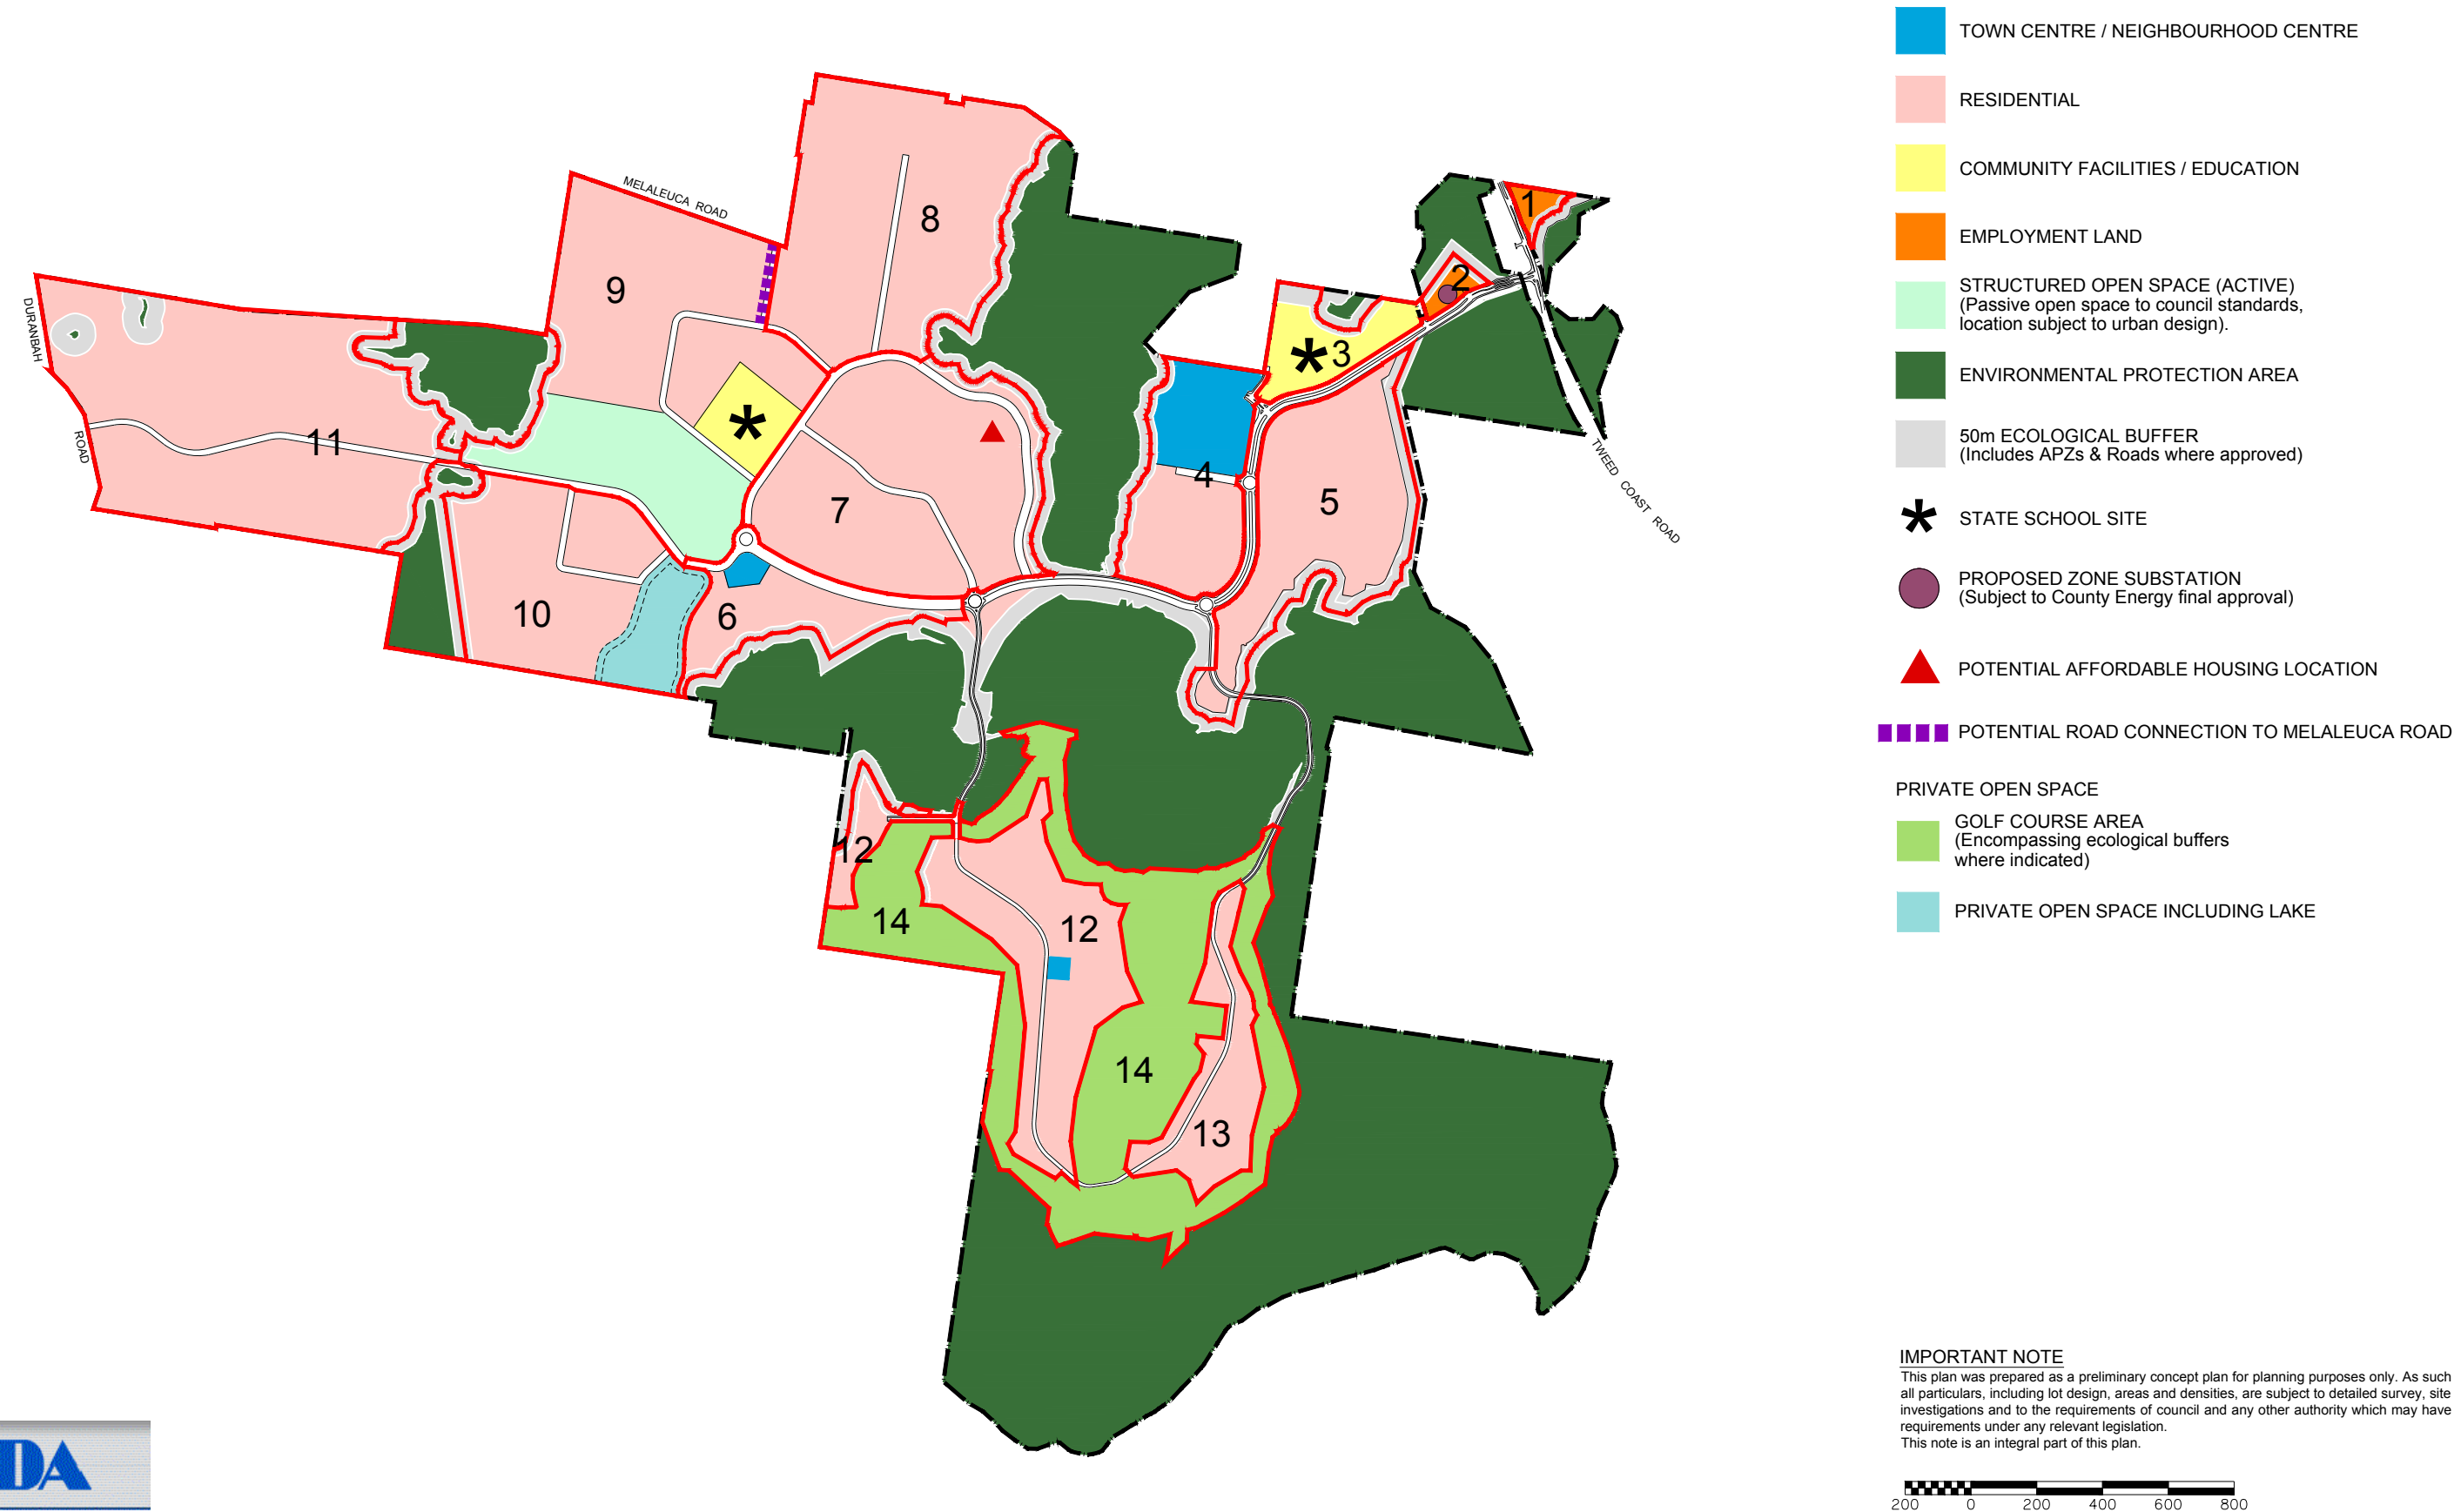 TOWN CENTRE / NEIGHBOURHOOD CENTRE
RESIDENTIAL
COMMUNITY FACILITIES / EDUCATION
EMPLOYMENT LAND
STRUCTURED OPEN SPACE (ACTIVE)
(Passive open space to council standards,
location subject to urban design).
ENVIRONMENTAL PROTECTION AREA
50m ECOLOGICAL BUFFER
(Includes APZs & Roads where approved)
STATE SCHOOL SITE
PROPOSED ZONE SUBSTATION
(Subject to County Energy final approval)
POTENTIAL AFFORDABLE HOUSING LOCATION
POTENTIAL ROAD CONNECTION TO MELALEUCA ROAD
PRIVATE OPEN SPACE
GOLF COURSE AREA
(Encompassing ecological buffers
where indicated)
PRIVATE OPEN SPACE INCLUDING LAKE
MELALEUCA ROAD
DURANBAH
ROAD
TWEED COAST ROAD
1
2
3
4
5
6
7
8
9
10
11
12
12
13
14
14
IMPORTANT NOTE
This plan was prepared as a preliminary concept plan for planning purposes only. As such
all particulars, including lot design, areas and densities, are subject to detailed survey, site
investigations and to the requirements of council and any other authority which may have
requirements under any relevant legislation.
This note is an integral part of this plan.
200 0 200 400 600 800
DA